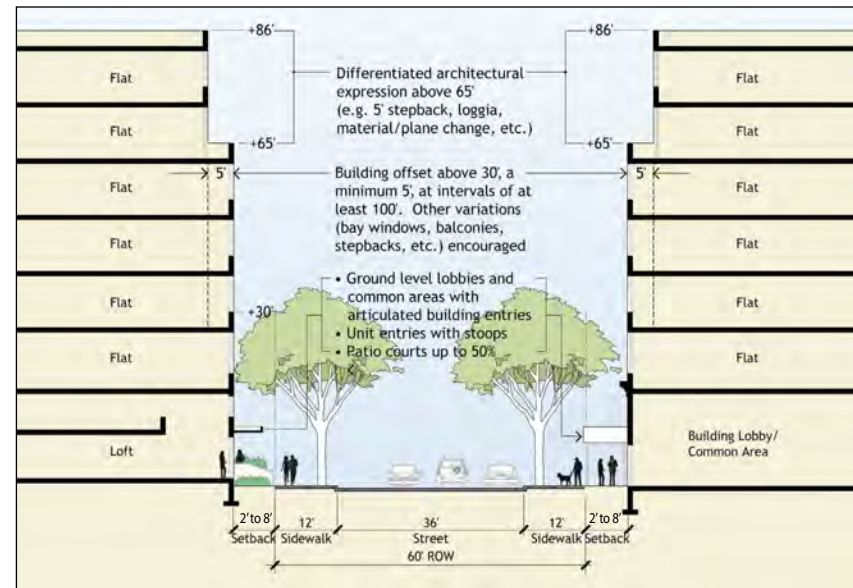 +86'
+86'
Flat
Differentiated architectural
expression above 65'
(e.g. 5' stepback, loggia,
material/plane change, etc.)
Flat
Flat
+65'
+65'
Flat
5'
Building offset above 30', a
minimum 5', at intervals of at
least 100'. Other variations
(bay windows, balconies,
stepbacks, etc.) encouraged
5'
Flat
Flat
Flat
Flat
• Ground level lobbies and
common areas with
articulated building entries
• Unit entries with stoops
• Patio courts up to 50%
Flat
+30'
Flat
Flat
Flat
Loft
Building Lobby/
Common Area
2' to 8'
Setback
12'
Sidewalk
36'
Street
12'
Sidewalk
2' to 8'
Setback
60' ROW